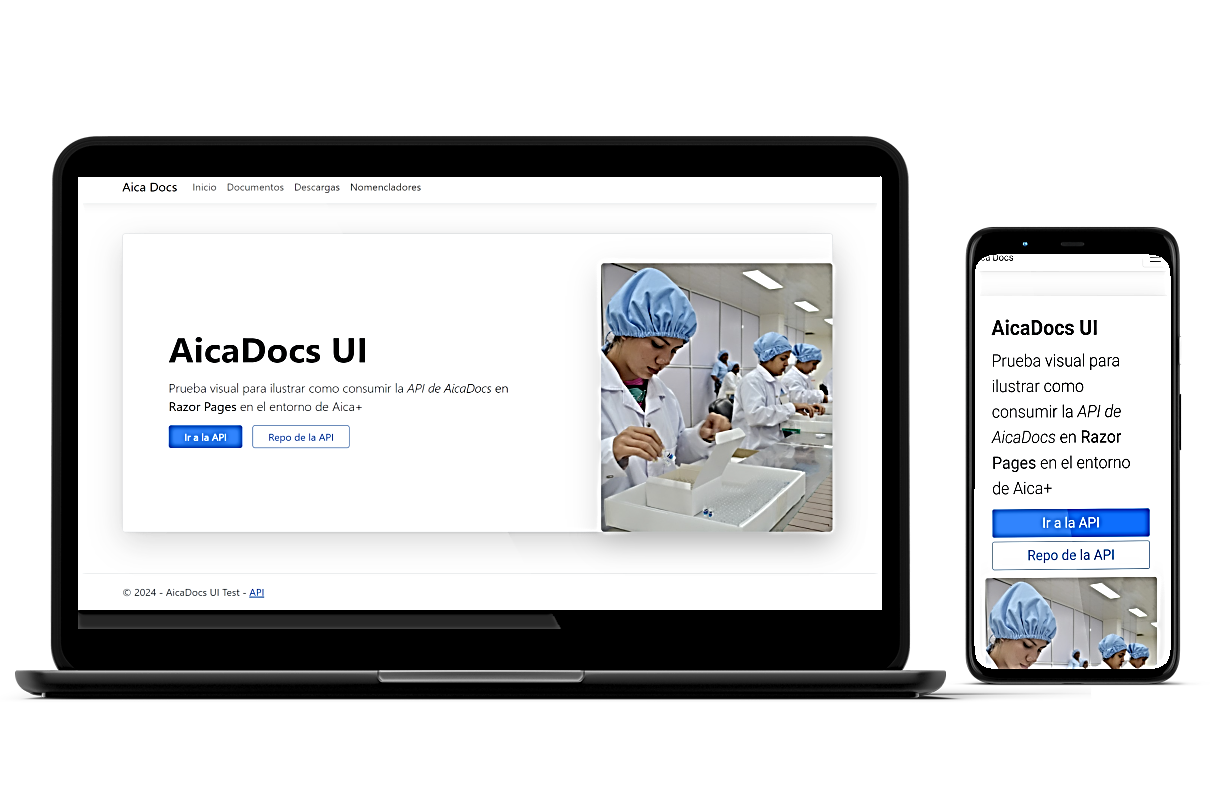 Aica Docs Inicio Documentos Descargas Nomencladores
AicaDocs UI
Prueba visual para ilustrar como consumir la API de AicaDocs en
Razor Pages en el entorno de Aica+
Ir a la API Repo de la API
© 2024 - AicaDocs UI Test - API
ca Docs
AicaDocs UI
Prueba visual para
ilustrar como
consumir la API de
AicaDocs en Razor
Pages en el entorno
de Aica+
Ir a la API
Repo de la API